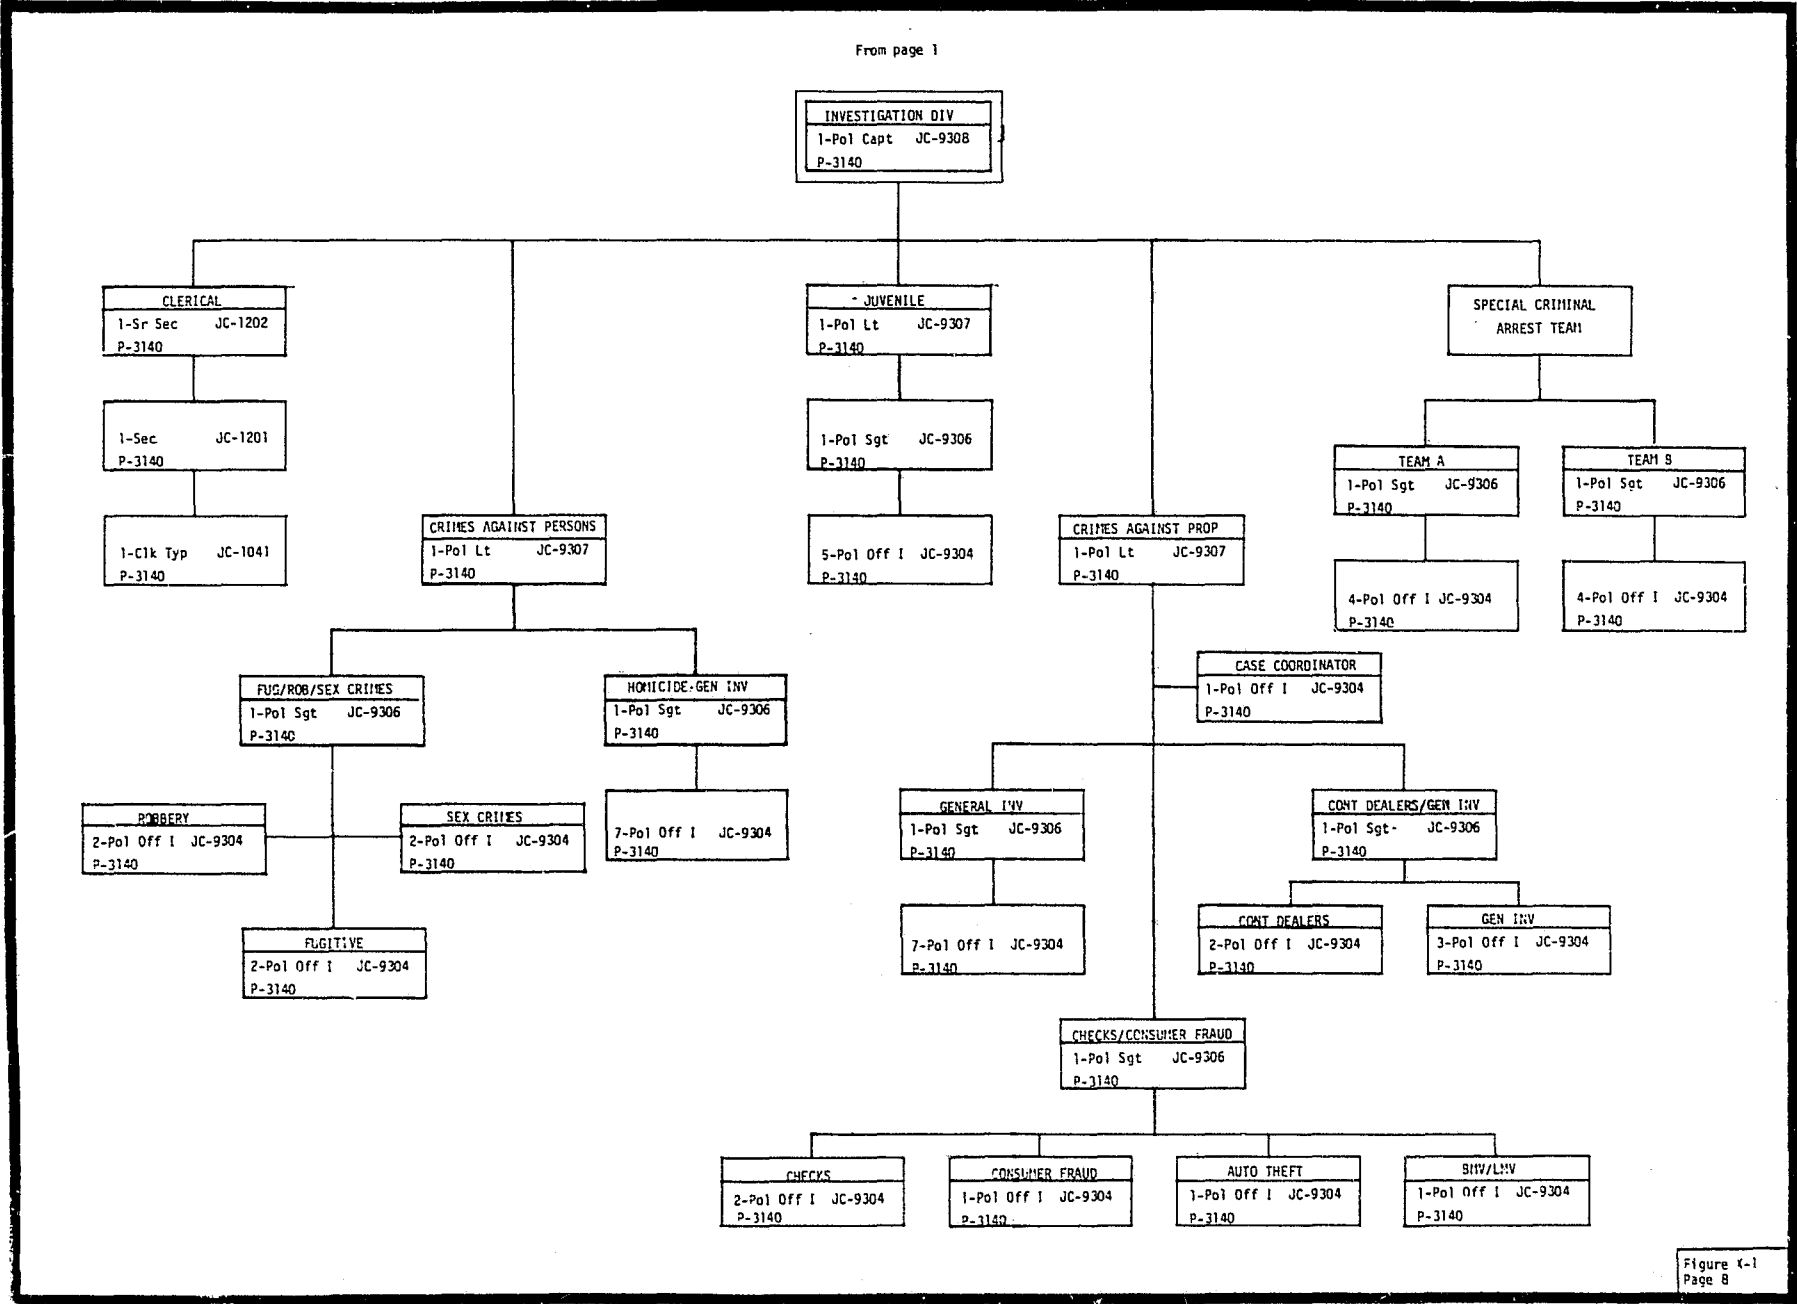 From page 1
INVESTIGATION DIV
1-Pol Capt JC-9308
P-3140
CLERICAL
1-Sr Sec JC-1202
P-3140
1-Sec JC-1201
P-3140
1-Clk Typ JC-1041
P-3140
CRIMES AGAINST PERSONS
1-Pol Lt JC-9307
P-3140
FUG/ROB/SEX CRIMES
1-Pol Sgt JC-9306
P-3140
ROBBERY
2-Pol Off I JC-9304
P-3140
SEX CRIMES
2-Pol Off I JC-9304
P-3140
FUGITIVE
2-Pol Off I JC-9304
P-3140
HOMICIDE-GEN INV
1-Pol Sgt JC-9306
P-3140
7-Pol Off I JC-9304
P-3140
JUVENILE
1-Pol Lt JC-9307
P-3140
1-Pol Sgt JC-9306
P-3140
5-Pol Off I JC-9304
P-3140
CRIMES AGAINST PROP
1-Pol Lt JC-9307
P-3140
CASE COORDINATOR
1-Pol Off I JC-9304
P-3140
GENERAL INV
1-Pol Sgt JC-9306
P-3140
7-Pol Off I JC-9304
P-3140
CONT DEALERS/GEN INV
1-Pol Sgt- JC-9306
P-3140
CONT DEALERS
2-Pol Off I JC-9304
P-3140
GEN INV
3-Pol Off I JC-9304
P-3140
CHECKS/CONSUMER FRAUD
1-Pol Sgt JC-9306
P-3140
CHECKS
2-Pol Off I JC-9304
P-3140
CONSUMER FRAUD
1-Pol Off I JC-9304
P-3140
AUTO THEFT
1-Pol Off I JC-9304
P-3140
BMV/LMV
1-Pol Off I JC-9304
P-3140
SPECIAL CRIMINAL
ARREST TEAM
TEAM A
1-Pol Sgt JC-9306
P-3140
4-Pol Off I JC-9304
P-3140
TEAM B
1-Pol Sgt JC-9306
P-3140
4-Pol Off I JC-9304
P-3140
Figure X-1
Page 8